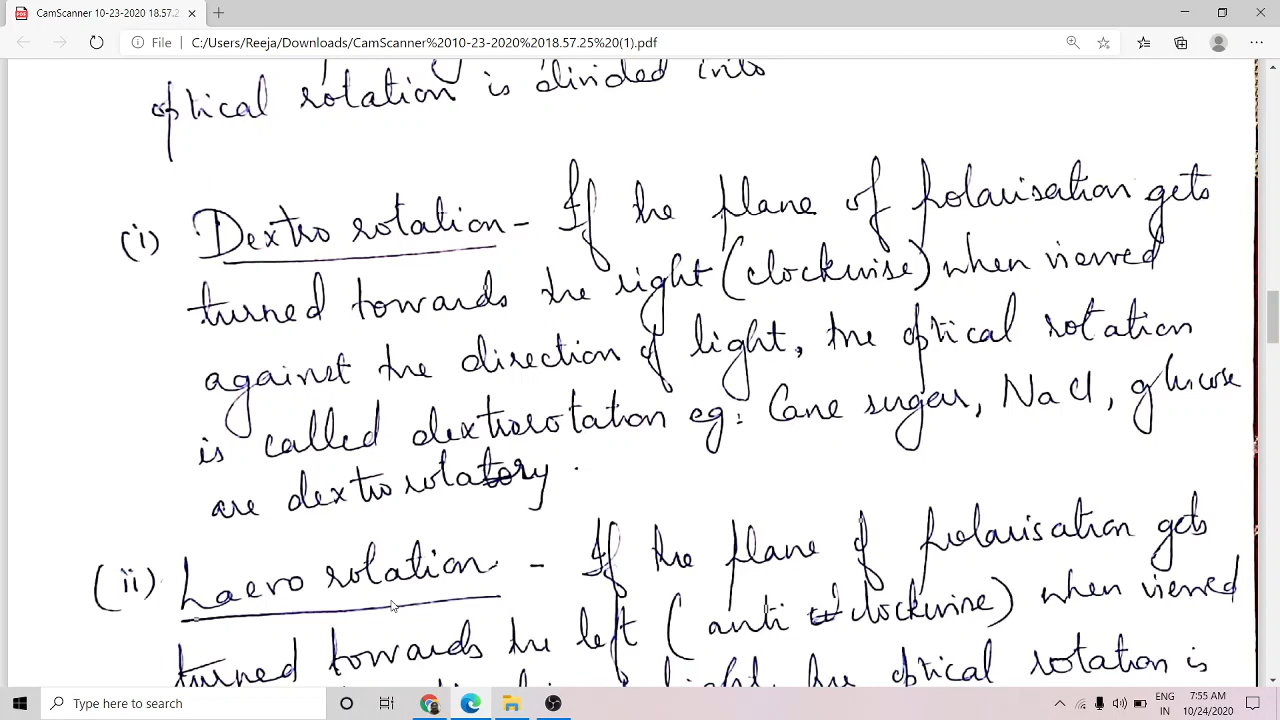 CamScanner 10-23-2020 18.57.2
File C:/Users/Reeja/Downloads/CamScanner%2010-23-2020%2018.57.25%20(1).pdf
optical rotation is divided into
(i) Dextro rotation - If the plane of polarisation gets
turned towards the right (clockwise) when viewed
against the direction of light, the optical rotation
is called dextrorotation eg: Cane sugar, NaCl, glucose
are dextro rotatory.
(ii) Laevo rotation - If the plane of polarisation gets
turned towards the left (anti clockwise) when viewed
light, the optical rotation is
Type here to search
ENG
IN
7:55 AM
10/24/2020